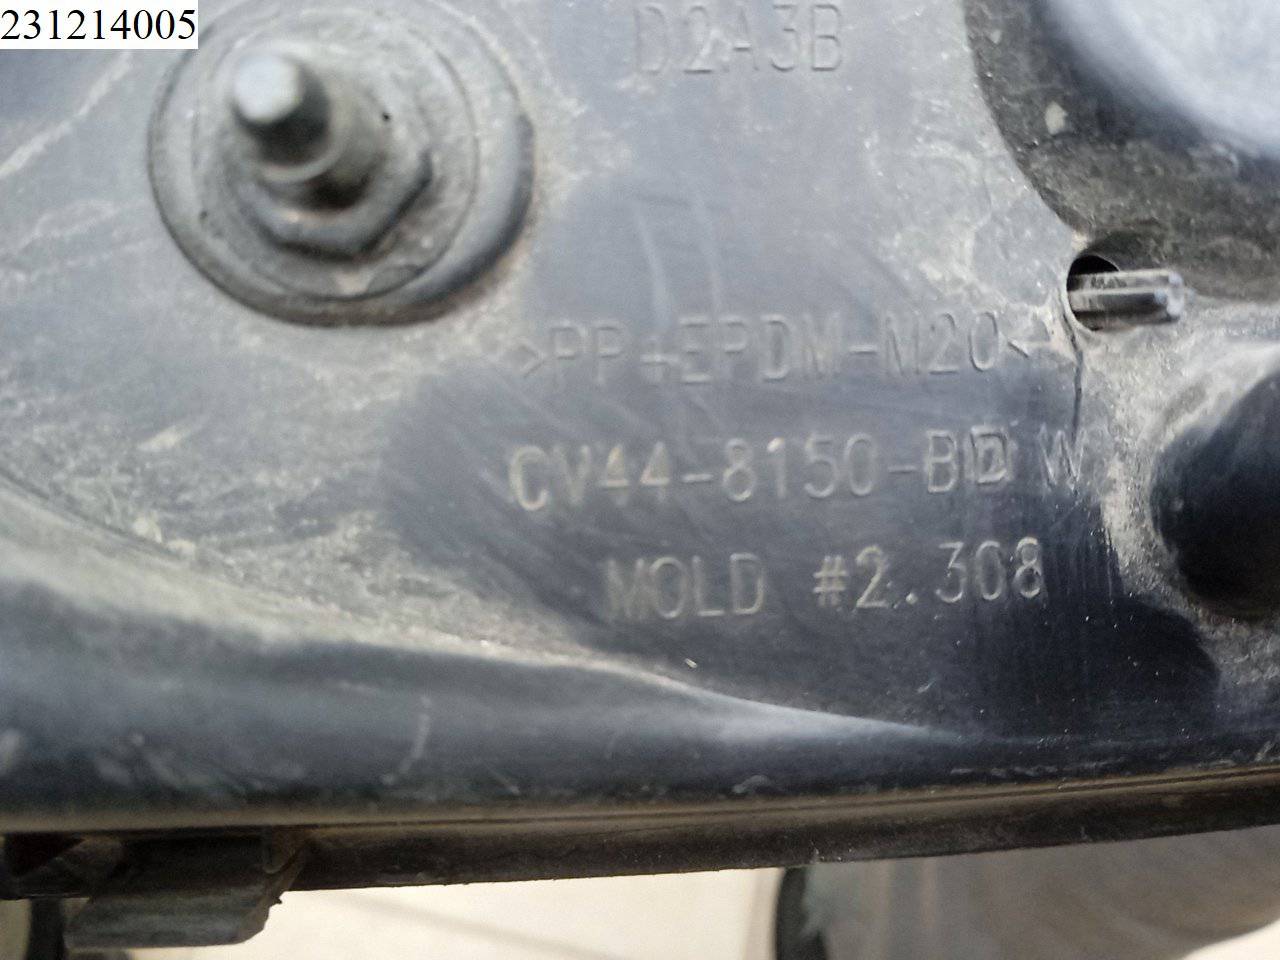 231214005
D2A3B
>PP+EPDM-M20<
CV44-8150-B W
MOLD #2.308